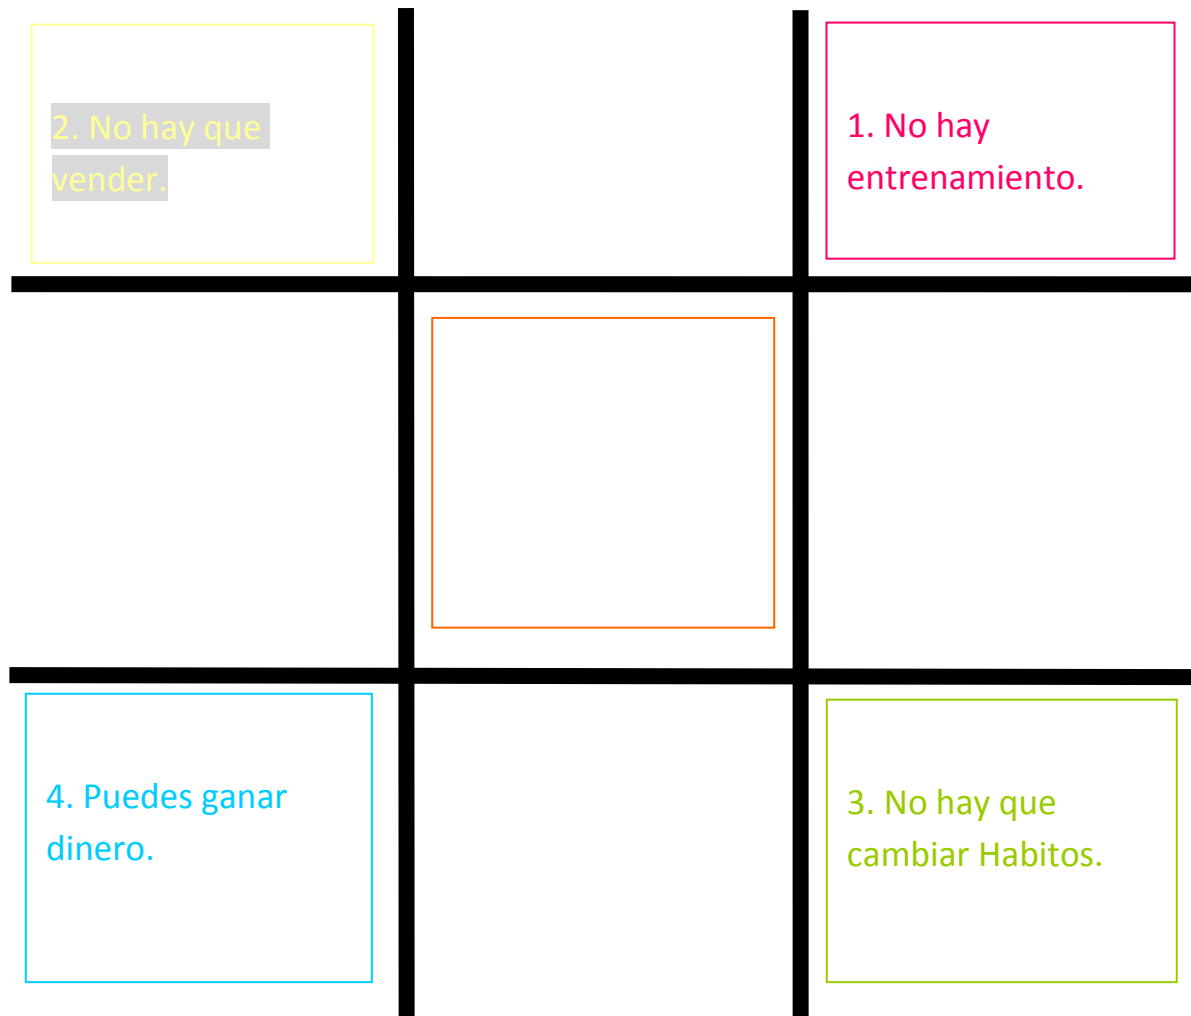 2. No hay que
vender.
1. No hay
entrenamiento.
4. Puedes ganar
dinero.
3. No hay que
cambiar Habitos.